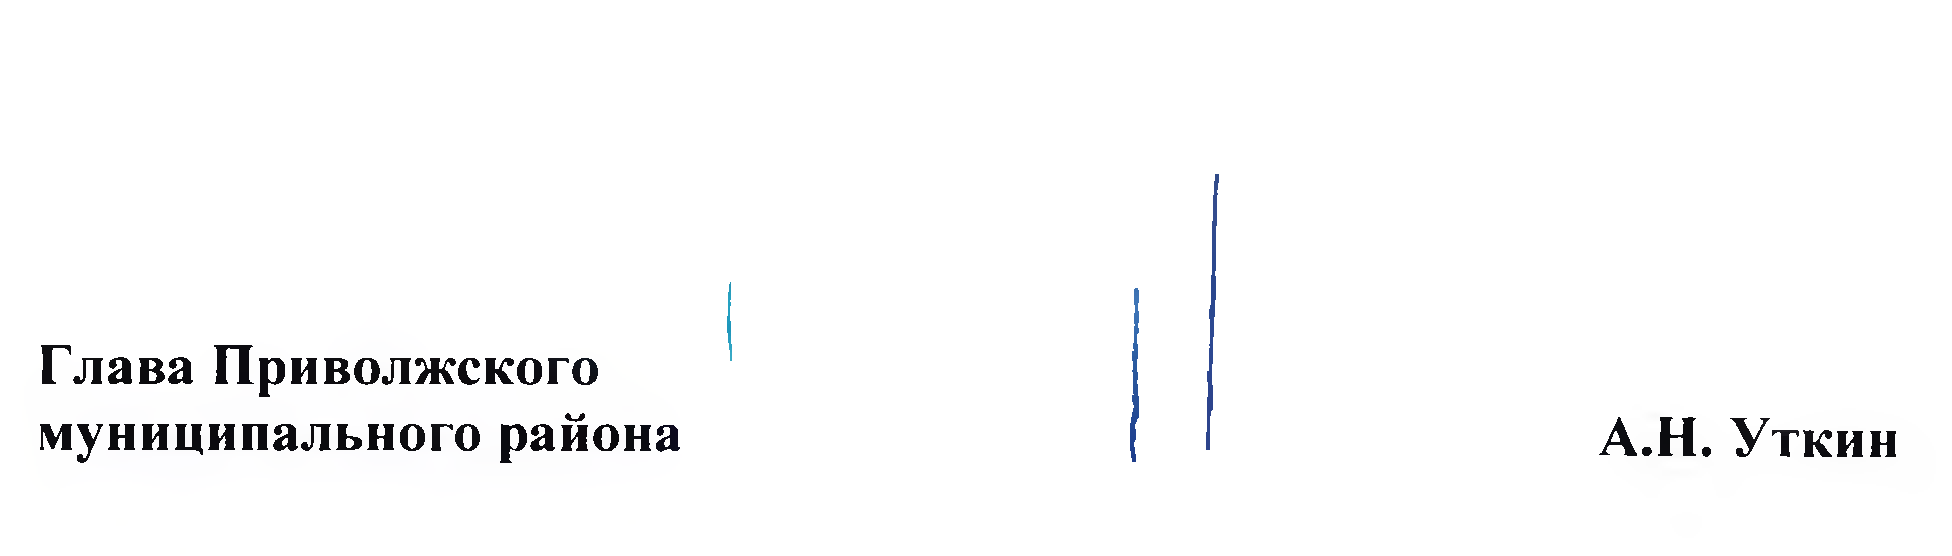 Глава Приволжского
муниципального района
А.Н. Уткин